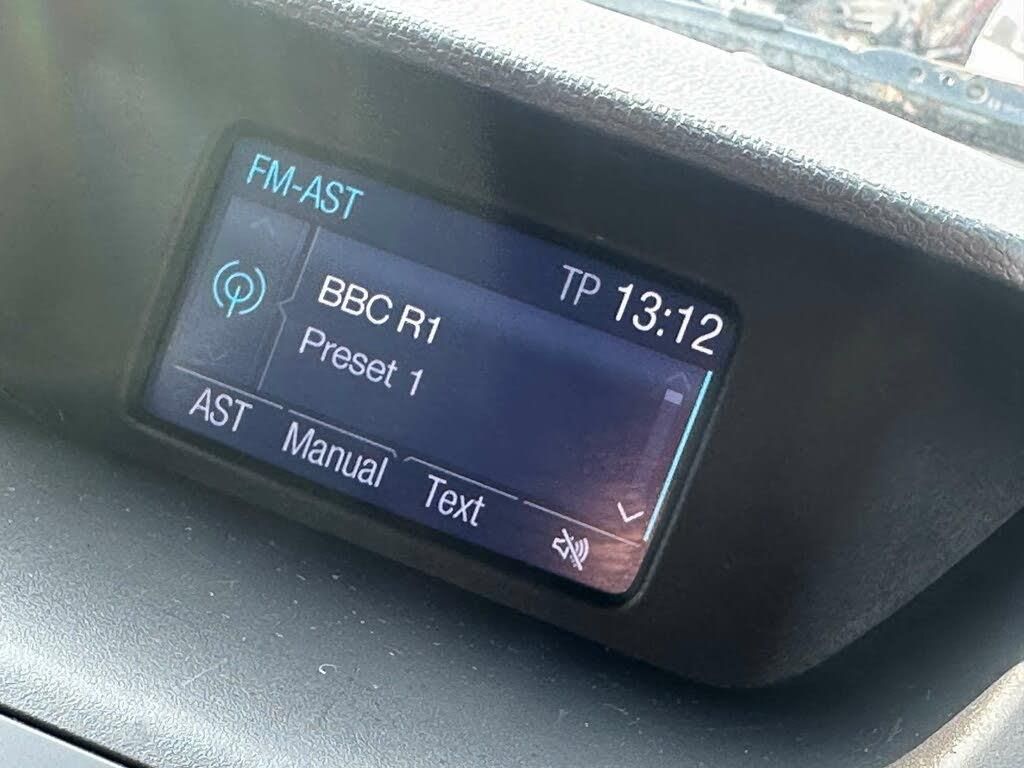 FM-AST
TP 13:12
BBC R1
Preset 1
AST Manual Text